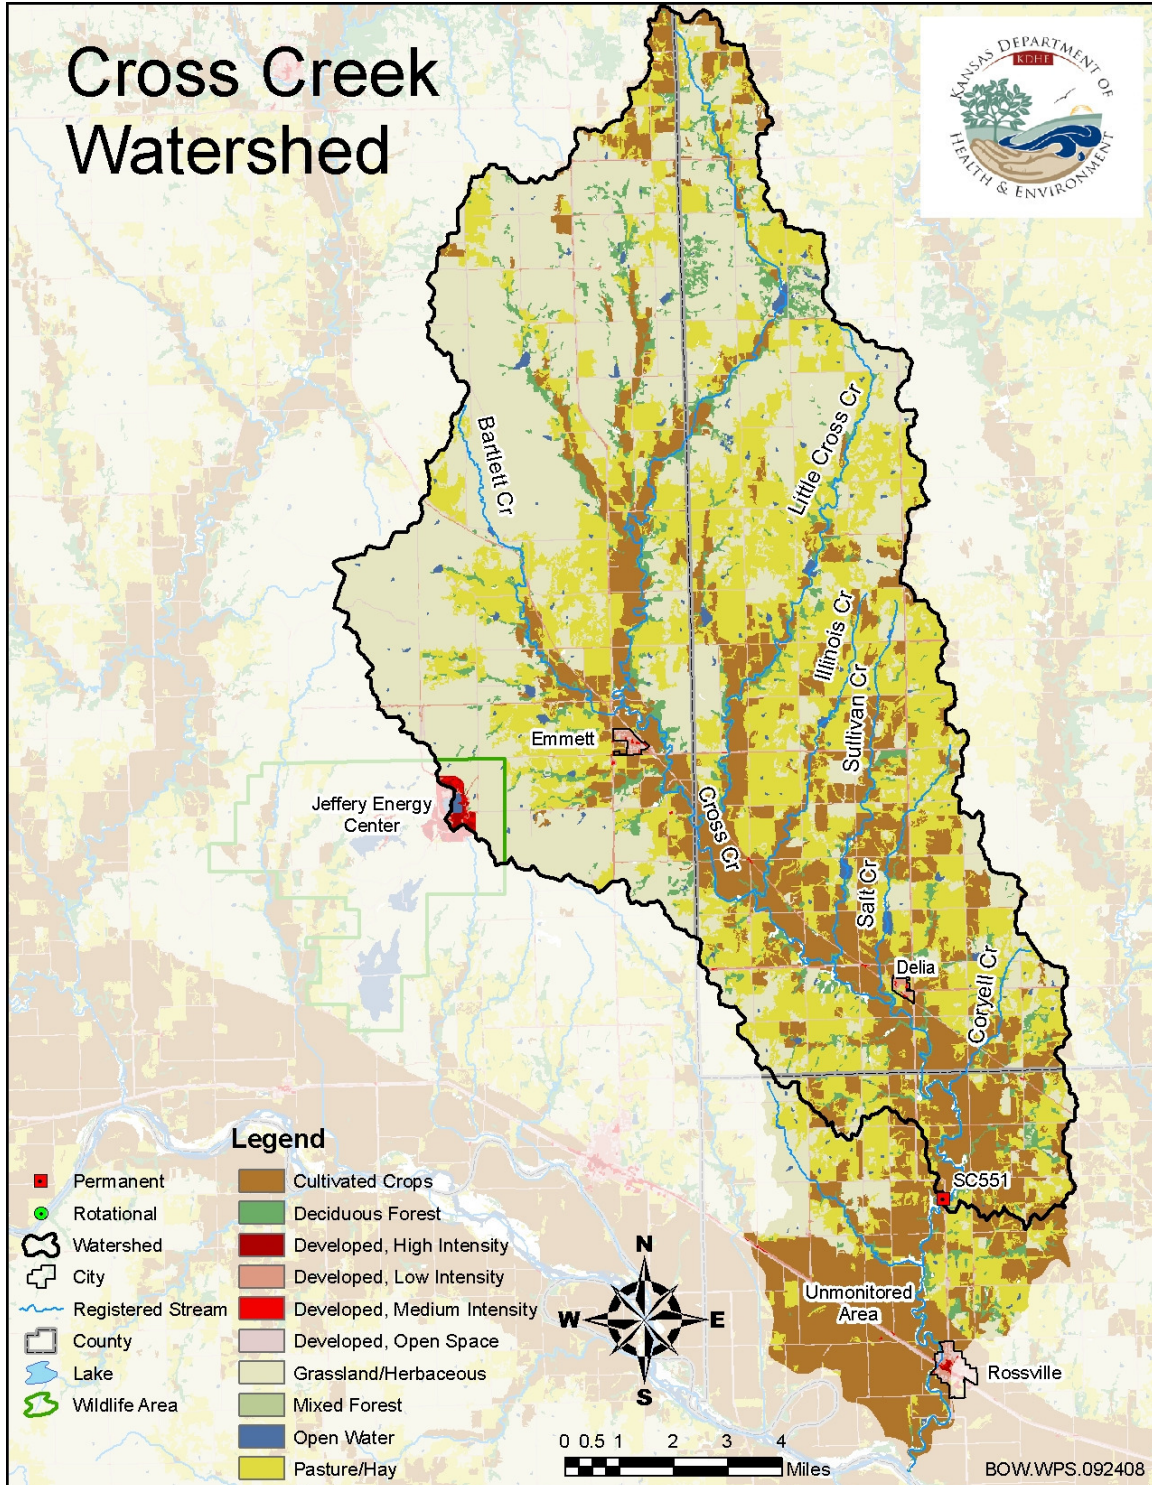 Cross Creek
Watershed
KANSAS DEPARTMENT OF
KDHE
HEALTH & ENVIRONMENT
Bartlett Cr
Little Cross Cr
Illinois Cr
Sullivan Cr
Emmett
Jeffery Energy
Center
Cross Cr
Salt Cr
Delia
Coryell Cr
SC551
Unmonitored
Area
Rossville
Legend
Permanent
Rotational
Watershed
City
Registered Stream
County
Lake
Wildlife Area
Cultivated Crops
Deciduous Forest
Developed, High Intensity
Developed, Low Intensity
Developed, Medium Intensity
Developed, Open Space
Grassland/Herbaceous
Mixed Forest
Open Water
Pasture/Hay
N
W E
S
0 0.5 1 2 3 4
Miles
BOW.WPS.092408